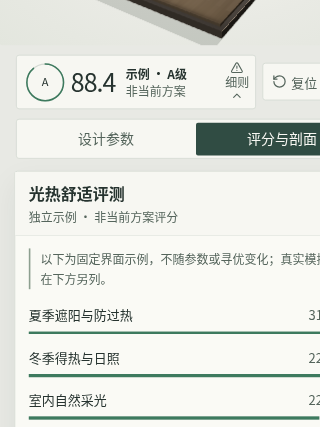 A
88.4
示例 · A级
非当前方案
细则
复位
设计参数
评分与剖面
光热舒适评测
独立示例 · 非当前方案评分
以下为固定界面示例，不随参数或寻优变化；真实模
在下方另列。
夏季遮阳与防过热
31
冬季得热与日照
22
室内自然采光
22